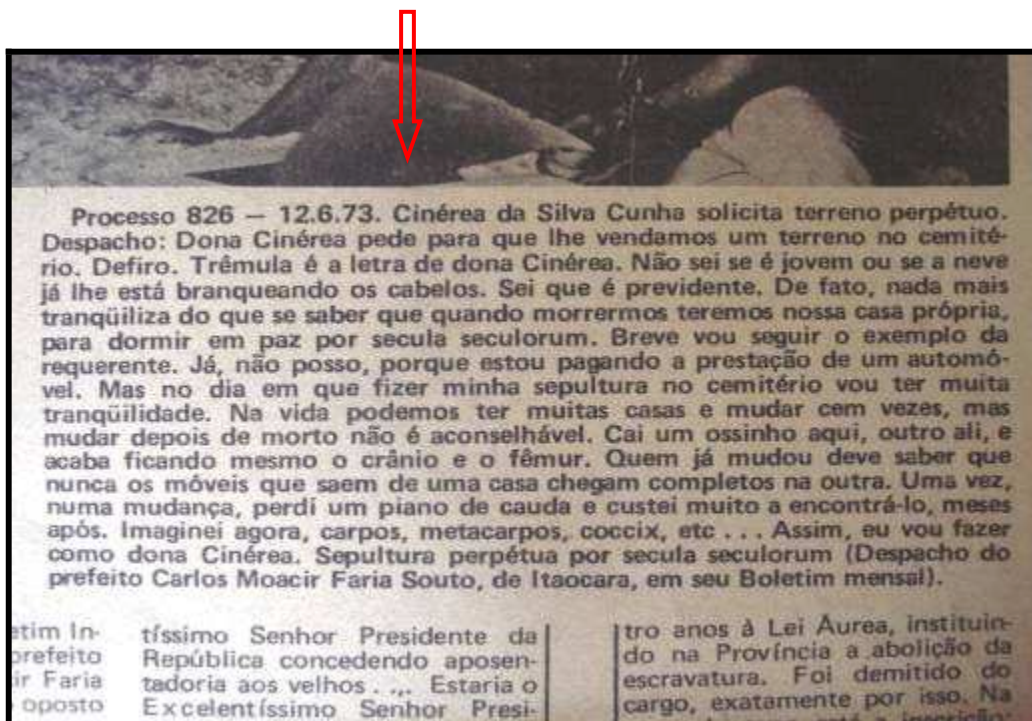 Processo 826 — 12.6.73. Cinérea da Silva Cunha solicita terreno perpétuo.
Despacho: Dona Cinérea pede para que lhe vendamos um terreno no cemité-
rio. Defiro. Trêmula é a letra de dona Cinérea. Não sei se é jovem ou se a neve
já lhe está branqueando os cabelos. Sei que é previdente. De fato, nada mais
tranqüiliza do que se saber que quando morrermos teremos nossa casa própria,
para dormir em paz por secula seculorum. Breve vou seguir o exemplo da
requerente. Já, não posso, porque estou pagando a prestação de um automó-
vel. Mas no dia em que fizer minha sepultura no cemitério vou ter muita
tranqüilidade. Na vida podemos ter muitas casas e mudar cem vezes, mas
mudar depois de morto não é aconselhável. Cai um ossinho aqui, outro ali, e
acaba ficando mesmo o crânio e o fêmur. Quem já mudou deve saber que
nunca os móveis que saem de uma casa chegam completos na outra. Uma vez,
numa mudança, perdi um piano de cauda e custei muito a encontrá-lo, meses
após. Imaginei agora, carpos, metacarpos, coccix, etc . . . Assim, eu vou fazer
como dona Cinérea. Sepultura perpétua por secula seculorum (Despacho do
prefeito Carlos Moacir Faria Souto, de Itaocara, em seu Boletim mensal).
etim In-
prefeito
ir Faria
oposto
tíssimo Senhor Presidente da
República concedendo aposen-
tadoria aos velhos . ... Estaria o
Excelentíssimo Senhor Presi-
tro anos à Lei Áurea, instituin-
do na Província a abolição da
escravatura. Foi demitido do
cargo, exatamente por isso. Na